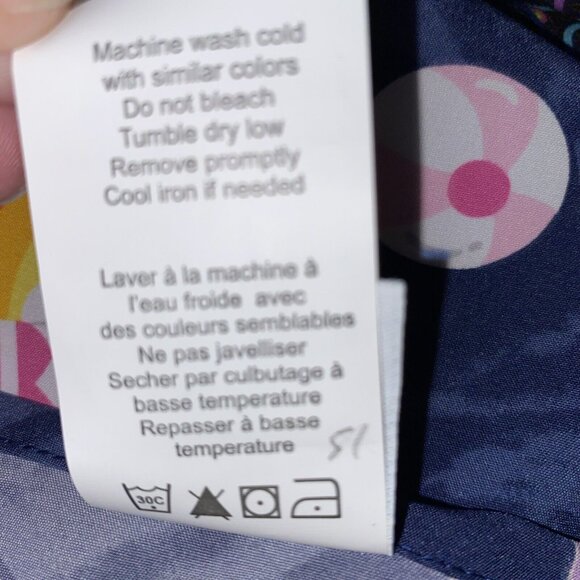 Machine wash cold
with similar colors
Do not bleach
Tumble dry low
Remove promptly
Cool iron if needed
Laver à la machine à
l'eau froide avec
des couleurs semblables
Ne pas javelliser
Secher par culbutage à
basse temperature
Repasser à basse
temperature
51
30C